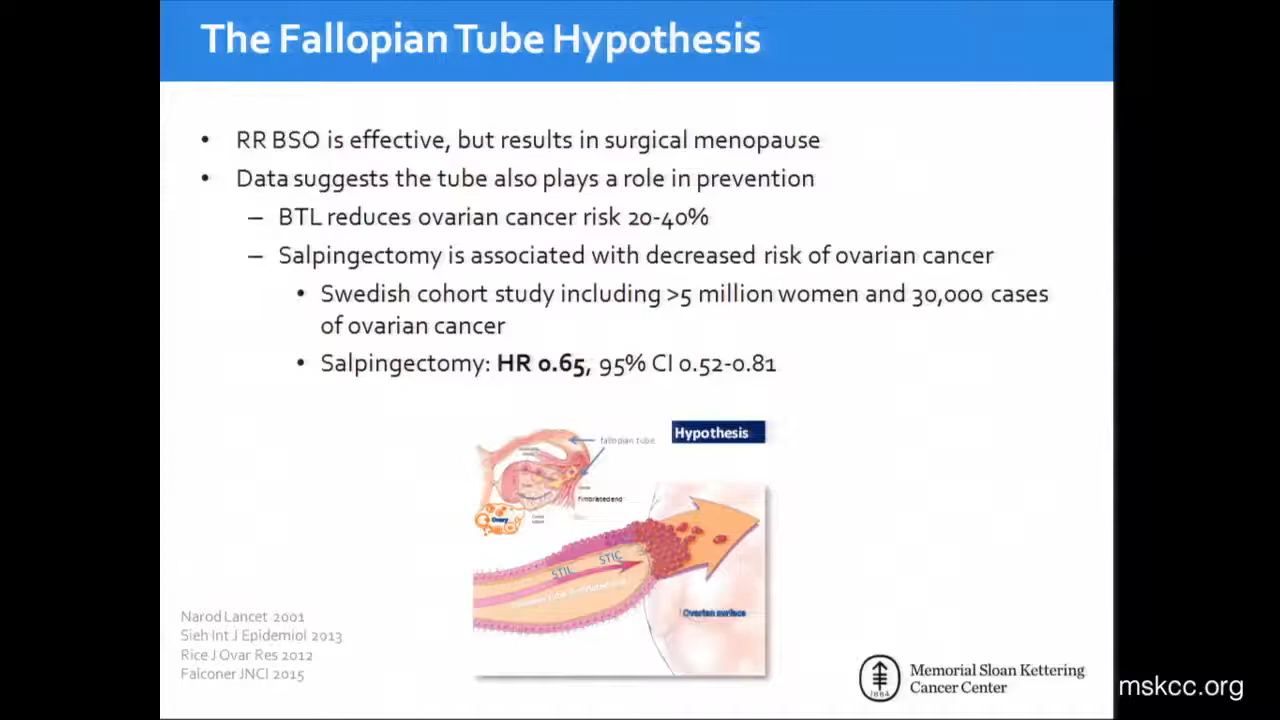 The Fallopian Tube Hypothesis
• RR BSO is effective, but results in surgical menopause
• Data suggests the tube also plays a role in prevention
– BTL reduces ovarian cancer risk 20-40%
– Salpingectomy is associated with decreased risk of ovarian cancer
• Swedish cohort study including >5 million women and 30,000 cases
of ovarian cancer
• Salpingectomy: HR 0.65, 95% CI 0.52-0.81
Hypothesis
fallopian tube
Fimbriated end
Ovary
STIL STIC
Ovarian surface
Narod Lancet 2001
Sieh Int J Epidemiol 2013
Rice J Ovar Res 2012
Falconer JNCI 2015
1884
Memorial Sloan Kettering
Cancer Center
mskcc.org